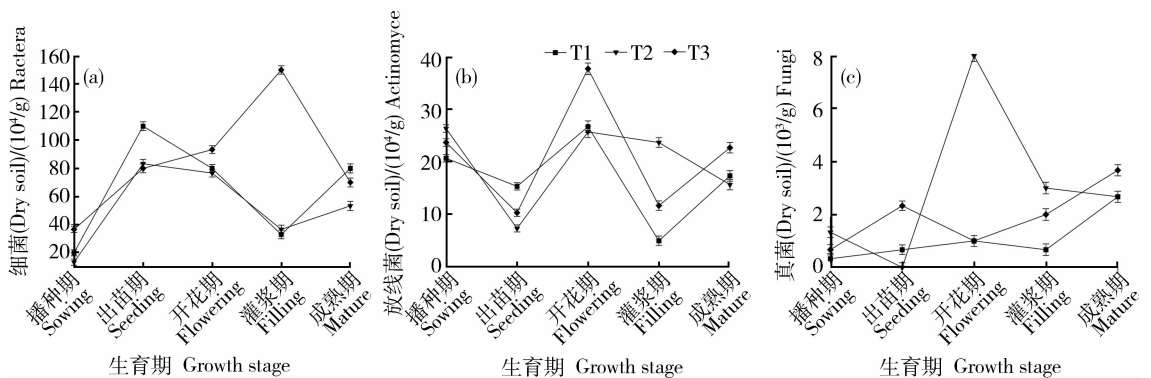 细菌(Dry soil)/(10⁴/g) Ractera
160
140
120
100
80
60
40
20
(a)
播种期
Sowing
出苗期
Seeding
开花期
Flowering
灌浆期
Filling
成熟期
Mature
生育期 Growth stage
放线菌(Dry soil)/(10⁴/g) Actinomyce
40
30
20
10
0
(b)
T1 T2 T3
播种期
Sowing
出苗期
Seeding
开花期
Flowering
灌浆期
Filling
成熟期
Mature
生育期 Growth stage
真菌(Dry soil)/(10³/g) Fungi
8
6
4
2
0
(c)
播种期
Sowing
出苗期
Seeding
开花期
Flowering
灌浆期
Filling
成熟期
Mature
生育期 Growth stage